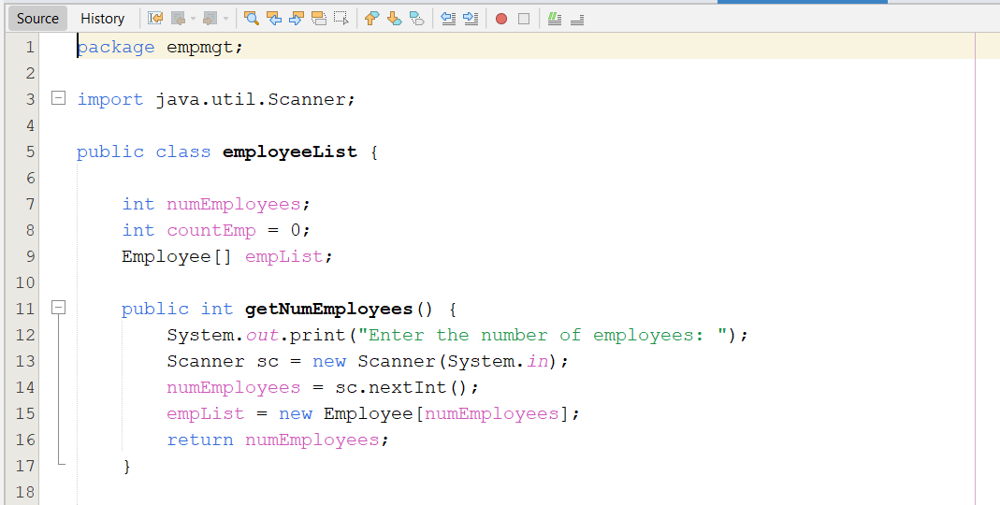 Source History
1 package empmgt;
2
3 import java.util.Scanner;
4
5 public class employeeList {
6
7 int numEmployees;
8 int countEmp = 0;
9 Employee[] empList;
10
11 public int getNumEmployees() {
12 System.out.print("Enter the number of employees: ");
13 Scanner sc = new Scanner(System.in);
14 numEmployees = sc.nextInt();
15 empList = new Employee[numEmployees];
16 return numEmployees;
17 }
18